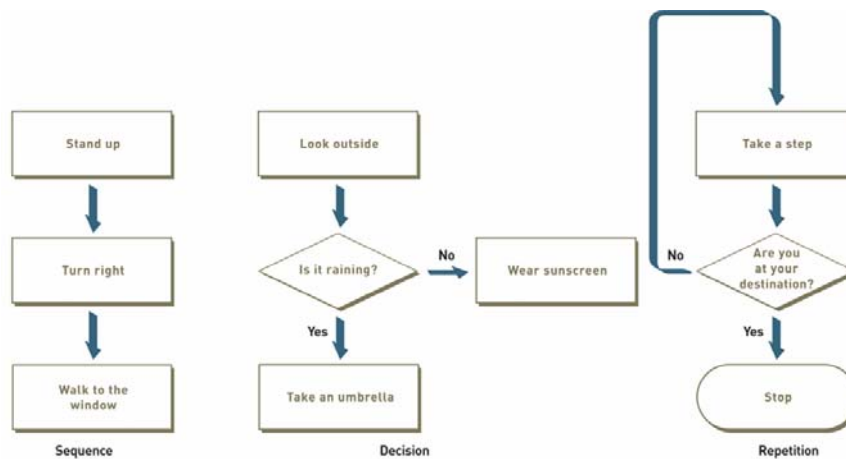 Stand up
Turn right
Walk to the
window
Sequence
Look outside
Is it raining?
No
Wear sunscreen
Yes
Take an umbrella
Decision
Take a step
Are you
at your
destination?
No
Yes
Stop
Repetition